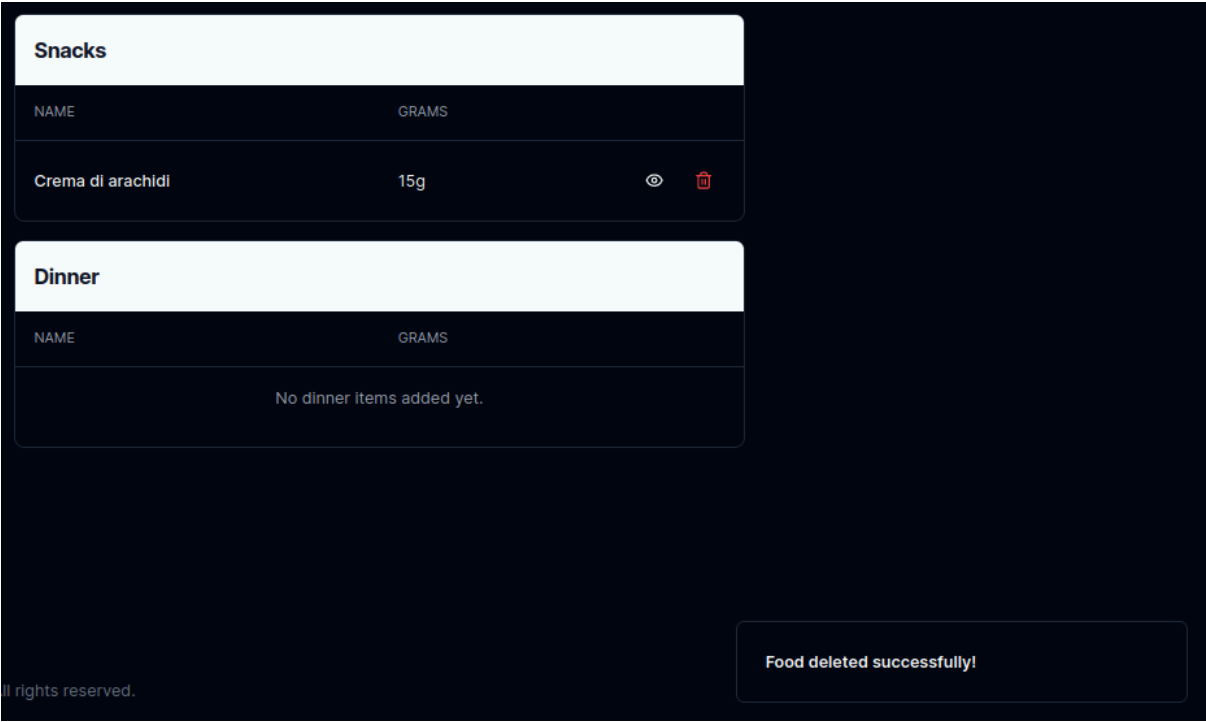 Snacks
NAME GRAMS
Crema di arachidi 15g
Dinner
NAME GRAMS
No dinner items added yet.
Food deleted successfully!
ll rights reserved.